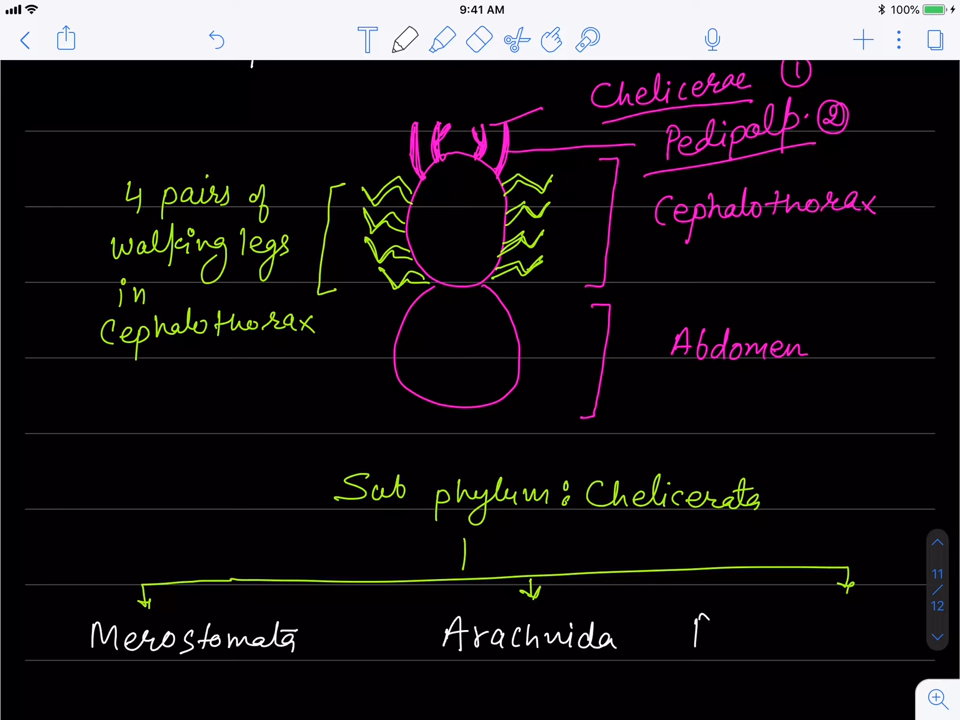 9:41 AM
100%
Chelicerae ①
Pedipalp. ②
4 pairs of
walking legs
in
Cephalothorax
Cephalothorax
Abdomen
Sub phylum: Chelicerata
Merostomata Arachnida
11
/
12